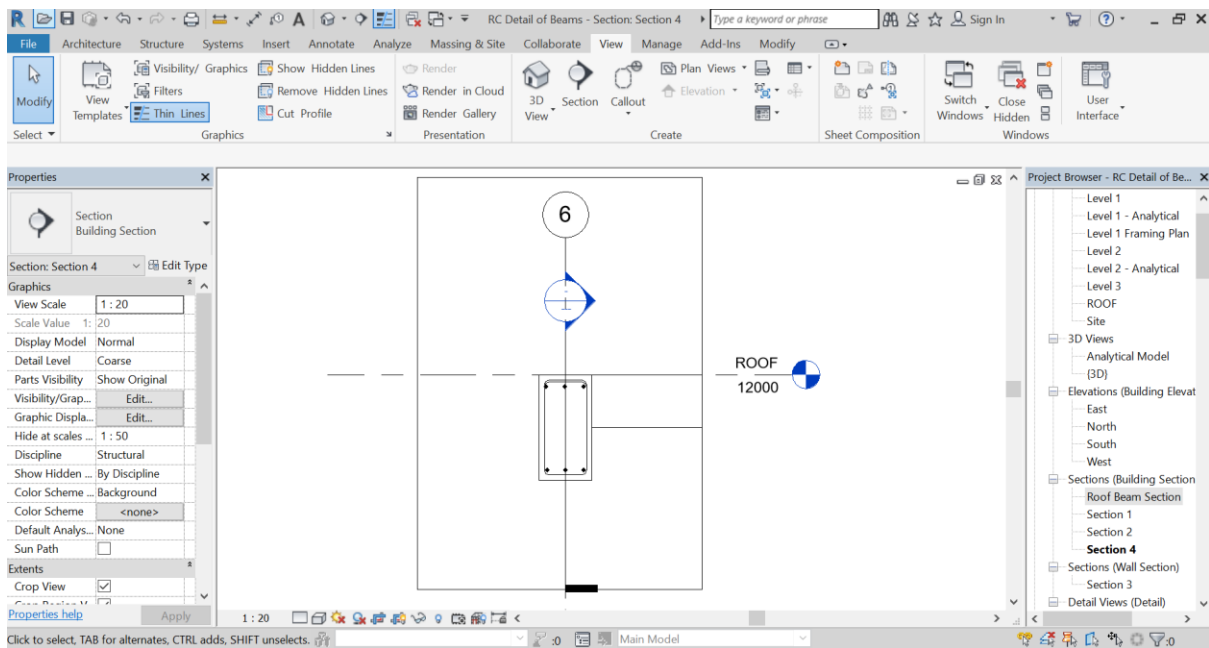 R A RC Detail of Beams - Section: Section 4 Type a keyword or phrase Sign In ?
File Architecture Structure Systems Insert Annotate Analyze Massing & Site Collaborate View Manage Add-Ins Modify
Modify
Select
View Templates
Visibility/ Graphics
Filters
Thin Lines
Show Hidden Lines
Remove Hidden Lines
Cut Profile
Graphics
Render
Render in Cloud
Render Gallery
Presentation
3D View
Section
Callout
Plan Views
Elevation
Create
Sheet Composition
Switch Windows
Close Hidden
Windows
User Interface
Properties
Section
Building Section
Section: Section 4 Edit Type
Graphics
View Scale 1 : 20
Scale Value 1: 20
Display Model Normal
Detail Level Coarse
Parts Visibility Show Original
Visibility/Grap... Edit...
Graphic Displa... Edit...
Hide at scales ... 1 : 50
Discipline Structural
Show Hidden ... By Discipline
Color Scheme ... Background
Color Scheme <none>
Default Analys... None
Sun Path
Extents
Crop View
Properties help Apply
6
1
ROOF
12000
1 : 20
Project Browser - RC Detail of Be...
Level 1
Level 1 - Analytical
Level 1 Framing Plan
Level 2
Level 2 - Analytical
Level 3
ROOF
Site
3D Views
Analytical Model
{3D}
Elevations (Building Elevat
East
North
South
West
Sections (Building Section
Roof Beam Section
Section 1
Section 2
Section 4
Sections (Wall Section)
Section 3
Detail Views (Detail)
Click to select, TAB for alternates, CTRL adds, SHIFT unselects. :0 Main Model :0